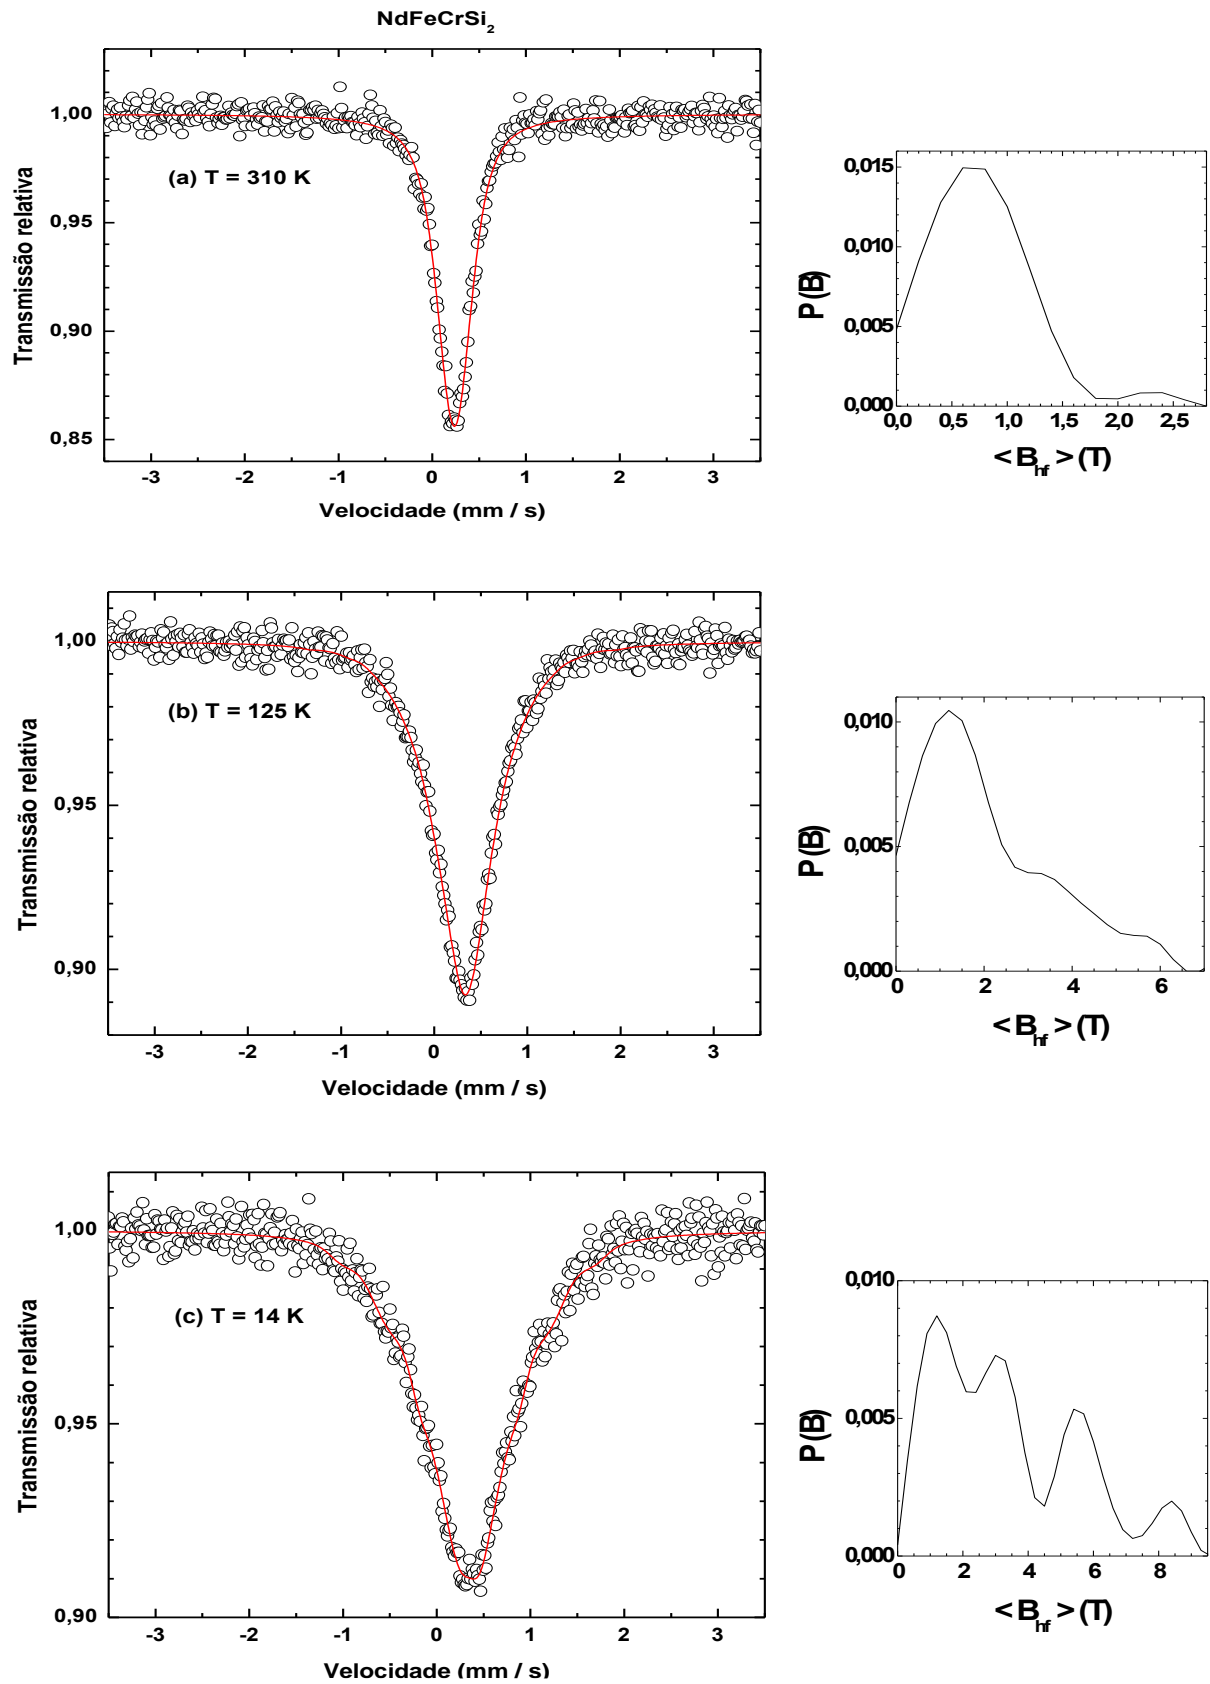 NdFeCrSi₂
1,00
0,95
0,90
0,85
Transmissão relativa
(a) T = 310 K
-3 -2 -1 0 1 2 3
Velocidade (mm / s)
0,015
0,010
0,005
0,000
P(B)
0,0 0,5 1,0 1,5 2,0 2,5
<B_hf>(T)
1,00
0,95
0,90
Transmissão relativa
(b) T = 125 K
-3 -2 -1 0 1 2 3
Velocidade (mm / s)
0,010
0,005
0,000
P(B)
0 2 4 6
<B_hf>(T)
1,00
0,95
0,90
Transmissão relativa
(c) T = 14 K
-3 -2 -1 0 1 2 3
Velocidade (mm / s)
0,010
0,005
0,000
P(B)
0 2 4 6 8
<B_hf>(T)